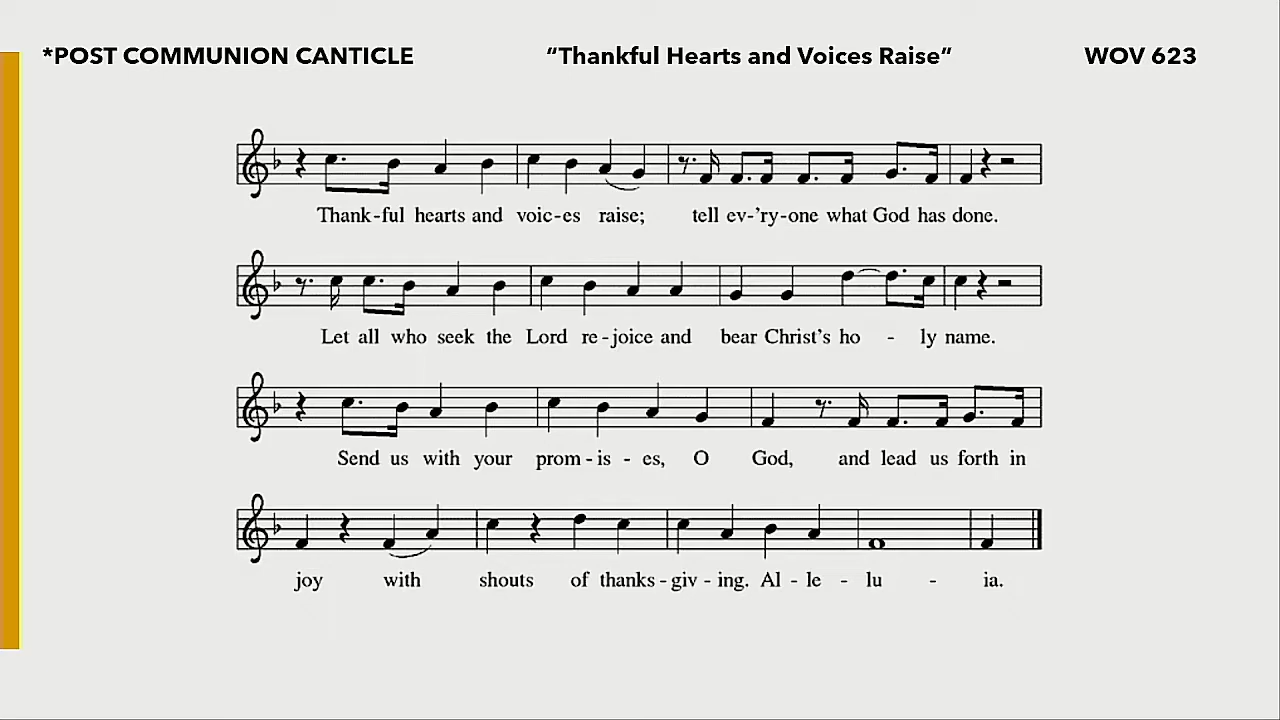 *POST COMMUNION CANTICLE “Thankful Hearts and Voices Raise” WOV 623
Thank-ful hearts and voic-es raise; tell ev-’ry-one what God has done.
Let all who seek the Lord re-joice and bear Christ’s ho - ly name.
Send us with your prom-is - es, O God, and lead us forth in
joy with shouts of thanks-giv - ing. Al - le - lu - ia.